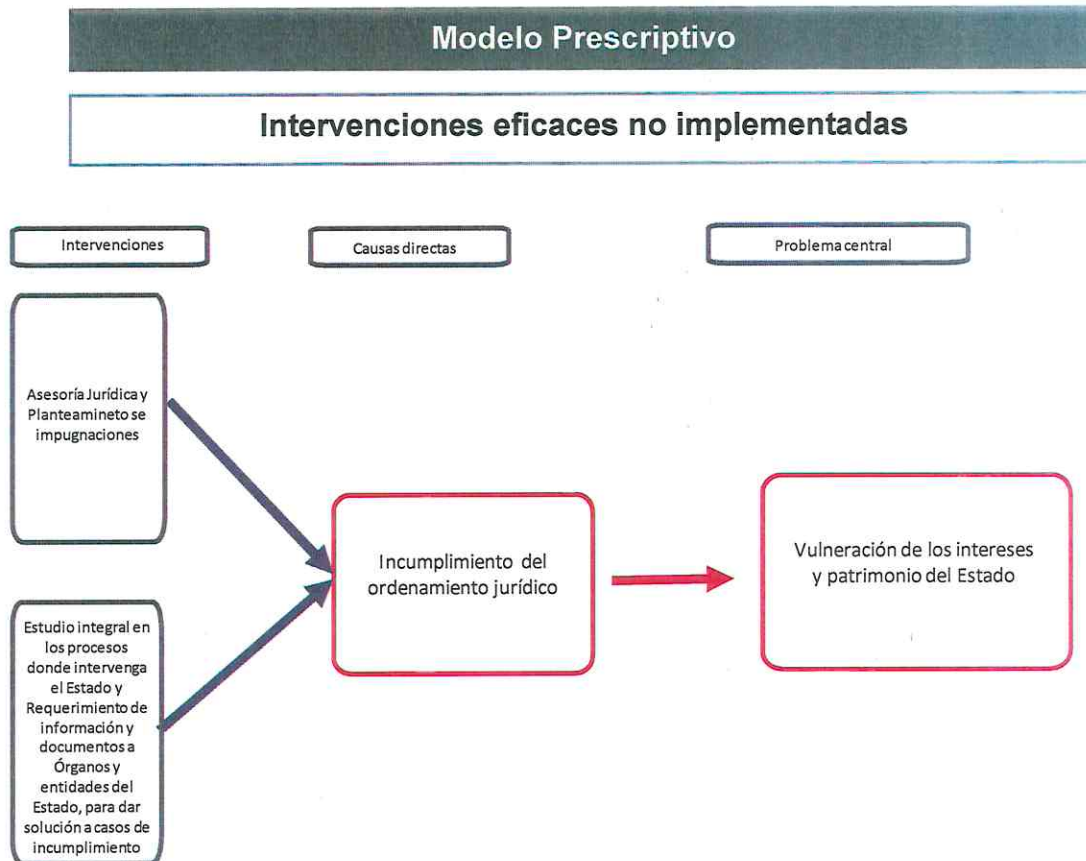 Modelo Prescriptivo
Intervenciones eficaces no implementadas
Intervenciones
Causas directas
Problema central
Asesoría Jurídica y
Planteamineto se
impugnaciones
Incumplimiento del
ordenamiento jurídico
Vulneración de los intereses
y patrimonio del Estado
Estudio integral en
los procesos
donde intervenga
el Estado y
Requerimiento de
información y
documentos a
Órganos y
entidades del
Estado, para dar
solución a casos de
incumplimiento